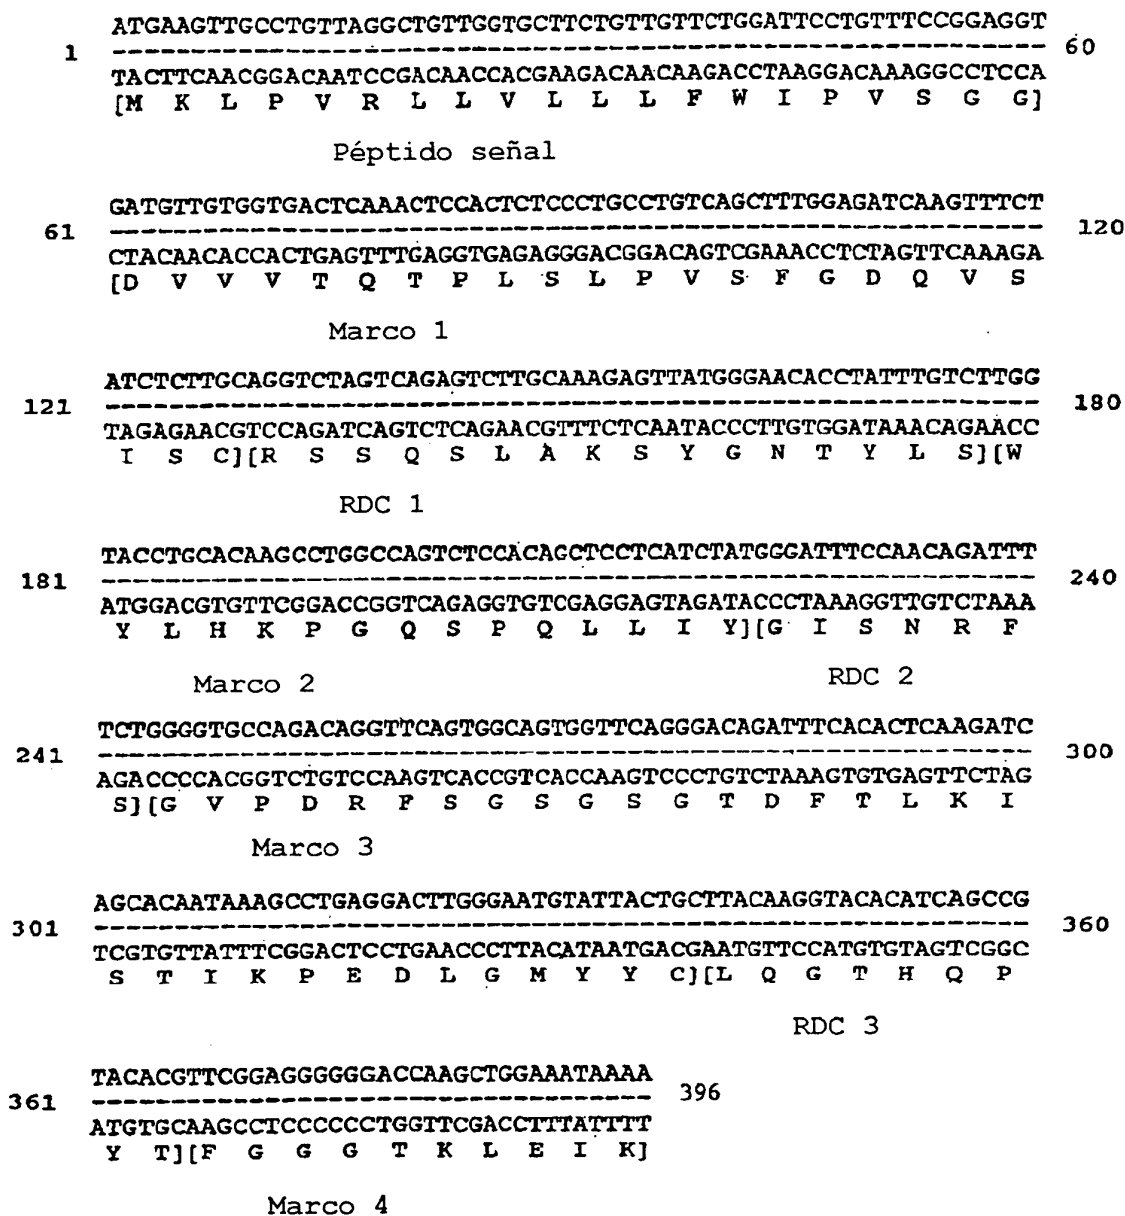 ATGAAGTTGCCTGTTAGGCTGTTGGTGCTTCTGTTGTTCTGGATTCCTGTTTCCGGAGGT
1 ------------------------------------------------------------ 60
TACTTCAACGGACAATCCGACAACCACGAAGACAACAAGACCTAAGGACAAAGGCCTCCA
[M K L P V R L L V L L L F W I P V S G G]
Péptido señal
GATGTTGTGGTGACTCAAACTCCACTCTCCCTGCCTGTCAGCTTTGGAGATCAAGTTTCT
61 ------------------------------------------------------------ 120
CTACAACACCACTGAGTTTGAGGTGAGAGGGACGGACAGTCGAAACCTCTAGTTCAAAGA
[D V V V T Q T P L S L P V S F G D Q V S
Marco 1
ATCTCTTGCAGGTCTAGTCAGAGTCTTGCAAAGAGTTATGGGAACACCTATTTGTCTTGG
121 ------------------------------------------------------------ 180
TAGAGAACGTCCAGATCAGTCTCAGAACGTTTCTCAATACCCTTGTGGATAAACAGAACC
I S C][R S S Q S L A K S Y G N T Y L S][W
RDC 1
TACCTGCACAAGCCTGGCCAGTCTCCACAGCTCCTCATCTATGGGATTTCCAACAGATTT
181 ------------------------------------------------------------ 240
ATGGACGTGTTCGGACCGGTCAGAGGTGTCGAGGAGTAGATACCCTAAAGGTTGTCTAAA
Y L H K P G Q S P Q L L I Y][G I S N R F
Marco 2 RDC 2
TCTGGGGTGCCAGACAGGTTCAGTGGCAGTGGTTCAGGGACAGATTTCACACTCAAGATC
241 ------------------------------------------------------------ 300
AGACCCCACGGTCTGTCCAAGTCACCGTCACCAAGTCCCTGTCTAAAGTGTGAGTTCTAG
S][G V P D R F S G S G S G T D F T L K I
Marco 3
AGCACAATAAAGCCTGAGGACTTGGGAATGTATTACTGCTTACAAGGTACACATCAGCCG
301 ------------------------------------------------------------ 360
TCGTGTTATTTCGGACTCCTGAACCCTTACATAATGACGAATGTTCCATGTGTAGTCGGC
S T I K P E D L G M Y Y C][L Q G T H Q P
RDC 3
TACACGTTCGGAGGGGGGACCAAGCTGGAAATAAAA
361 ------------------------------------ 396
ATGTGCAAGCCTCCCCCCTGGTTCGACCTTTATTTT
Y T][F G G G T K L E I K]
Marco 4